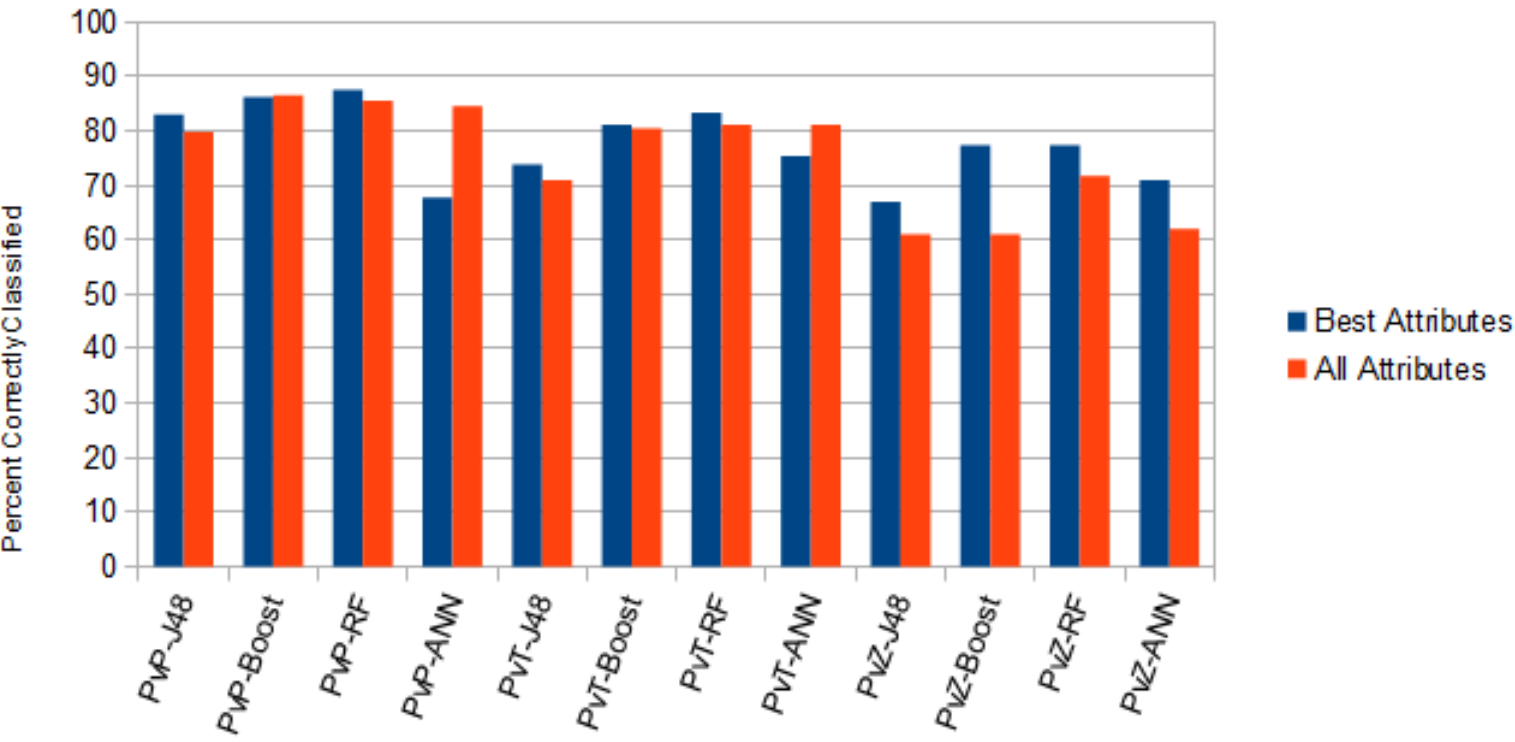 100
90
80
70
60
50
40
30
20
10
0
Percent Correctly Classified
PvP-J48
PvP-Boost
PvP-RF
PvP-ANN
PvT-J48
PvT-Boost
PvT-RF
PvT-ANN
PvZ-J48
PvZ-Boost
PvZ-RF
PvZ-ANN
Best Attributes
All Attributes